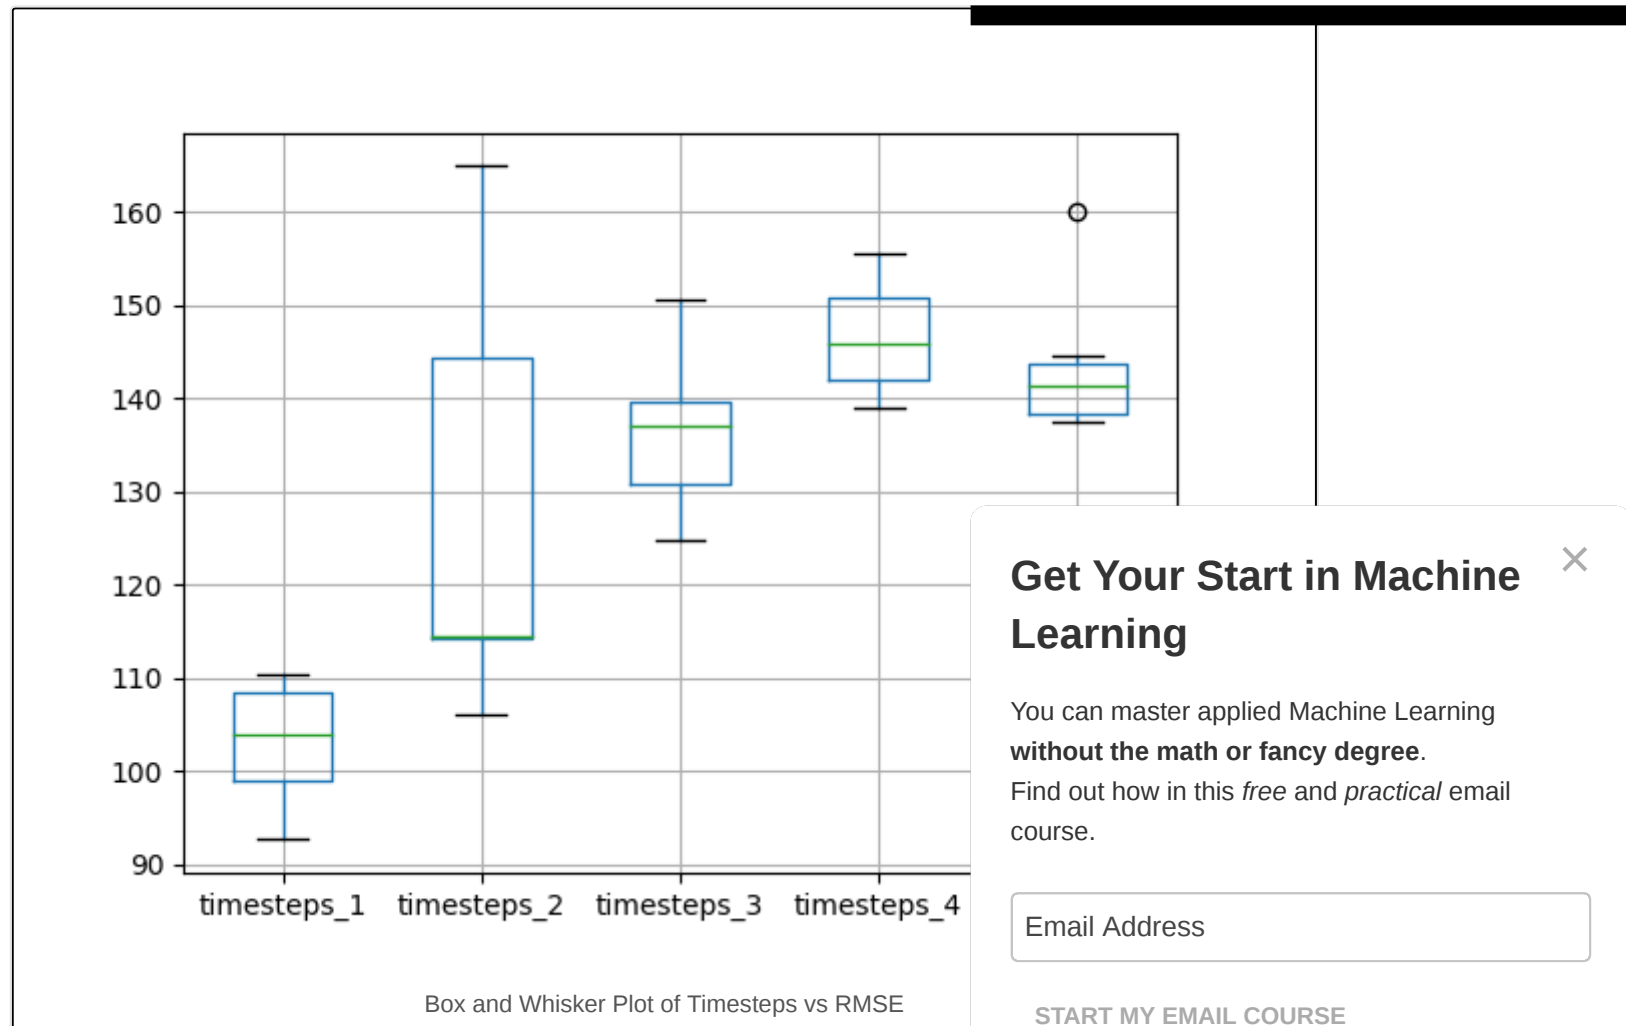 160
150
140
130
120
110
100
90
timesteps_1 timesteps_2 timesteps_3 timesteps_4
Box and Whisker Plot of Timesteps vs RMSE
Get Your Start in Machine
Learning
You can master applied Machine Learning
without the math or fancy degree.
Find out how in this free and practical email
course.
Email Address
START MY EMAIL COURSE